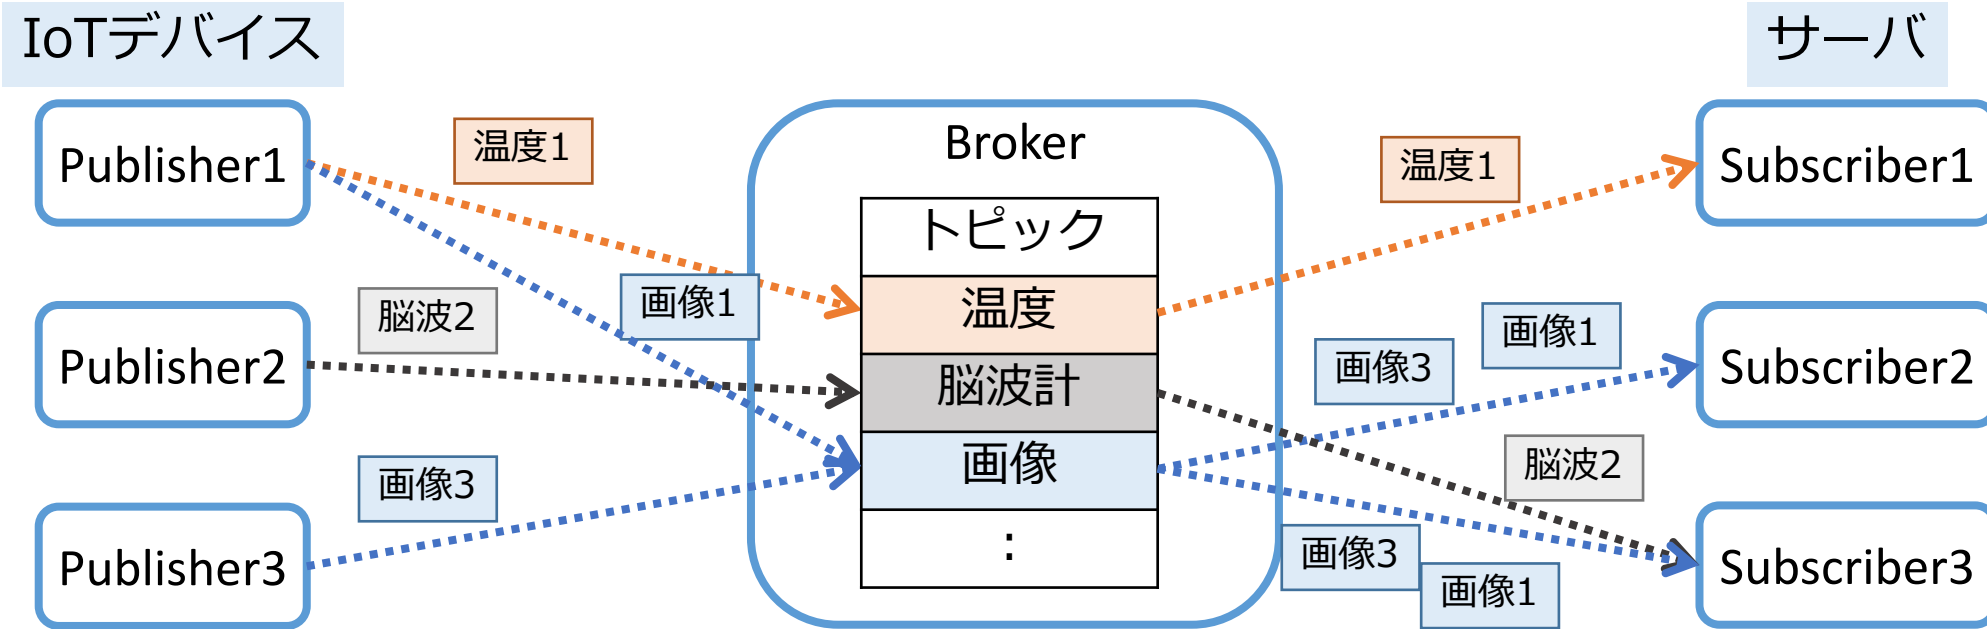 IoTデバイス
サーバ
Publisher1
温度1
Broker
温度1
Subscriber1
トピック
画像1
温度
Publisher2
脳波2
脳波計
画像3
画像1
Subscriber2
画像3
画像
脳波2
Publisher3
:
画像3
画像1
Subscriber3